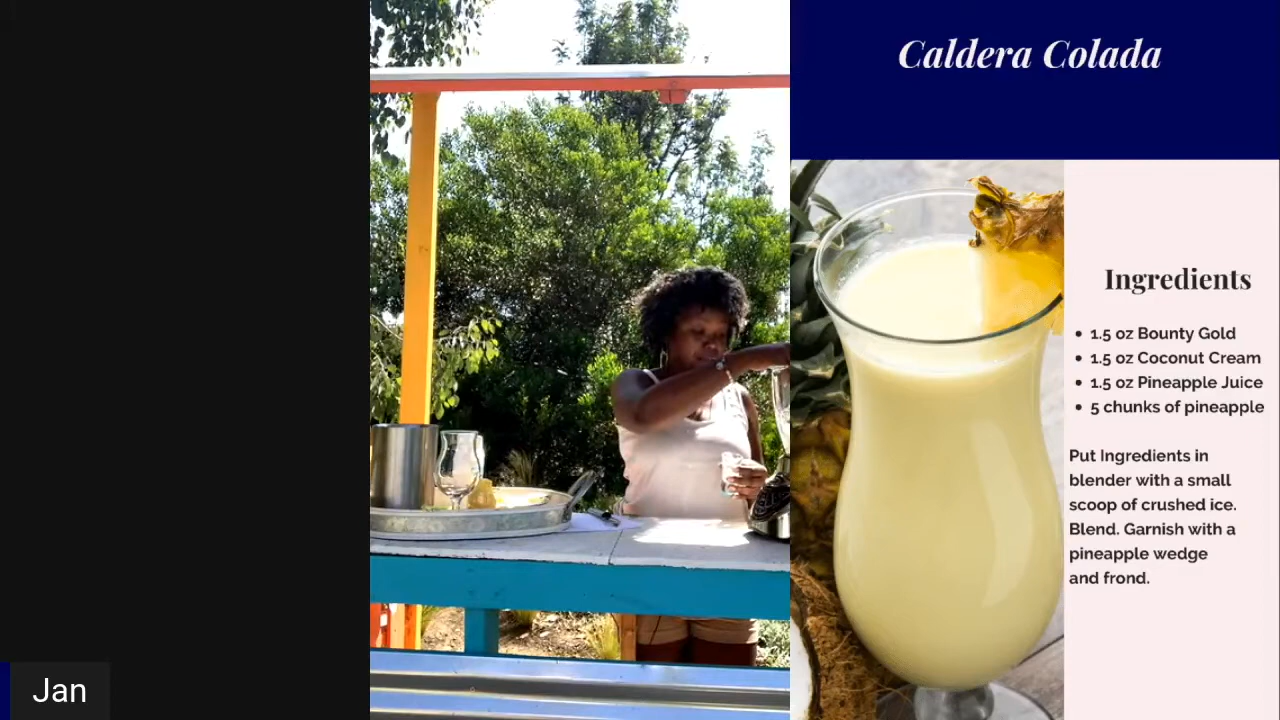 Caldera Colada
Ingredients
• 1.5 oz Bounty Gold
• 1.5 oz Coconut Cream
• 1.5 oz Pineapple Juice
• 5 chunks of pineapple
Put Ingredients in
blender with a small
scoop of crushed ice.
Blend. Garnish with a
pineapple wedge
and frond.
Jan